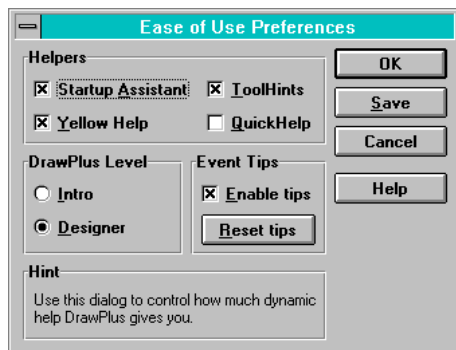 Ease of Use Preferences
Helpers
Startup Assistant
ToolHints
Yellow Help
QuickHelp
DrawPlus Level
Intro
Designer
Event Tips
Enable tips
Reset tips
Hint
Use this dialog to control how much dynamic
help DrawPlus gives you.
OK
Save
Cancel
Help